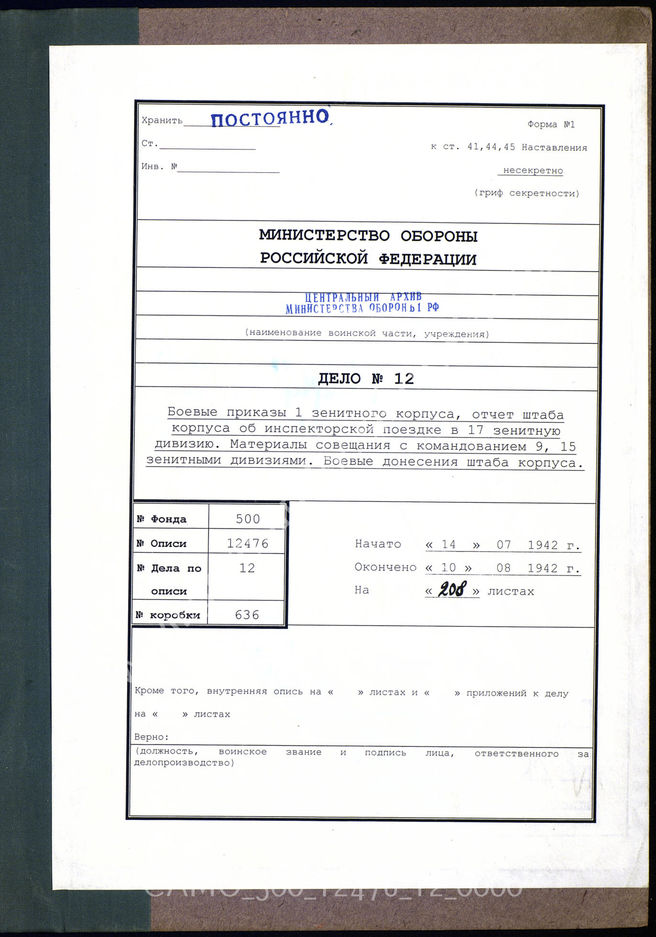 Хранить ПОСТОЯННО.
Форма №1
Ст.
к ст. 41,44,45 Наставления
Инв. №
несекретно
(гриф секретности)
МИНИСТЕРСТВО ОБОРОНЫ
РОССИЙСКОЙ ФЕДЕРАЦИИ
ЦЕНТРАЛЬНЫЙ АРХИВ
МИНИСТЕРСТВА ОБОРОНЫ РФ
(наименование воинской части, учреждения)
ДЕЛО № 12
Боевые приказы 1 зенитного корпуса, отчет штаба
корпуса об инспекторской поездке в 17 зенитную
дивизию. Материалы совещания с командованием 9, 15
зенитными дивизиями. Боевые донесения штаба корпуса.
№ Фонда 500
№ Описи 12476
№ Дела по 12
описи
№ коробки 636
Начато « 14 » 07 1942 г.
Окончено « 10 » 08 1942 г.
На « 208 » листах
Кроме того, внутренняя опись на « » листах и « » приложений к делу
на « » листах
Верно:
(должность, воинское звание и подпись лица, ответственного за
делопроизводство)
CAMO_500_12476_12_0000